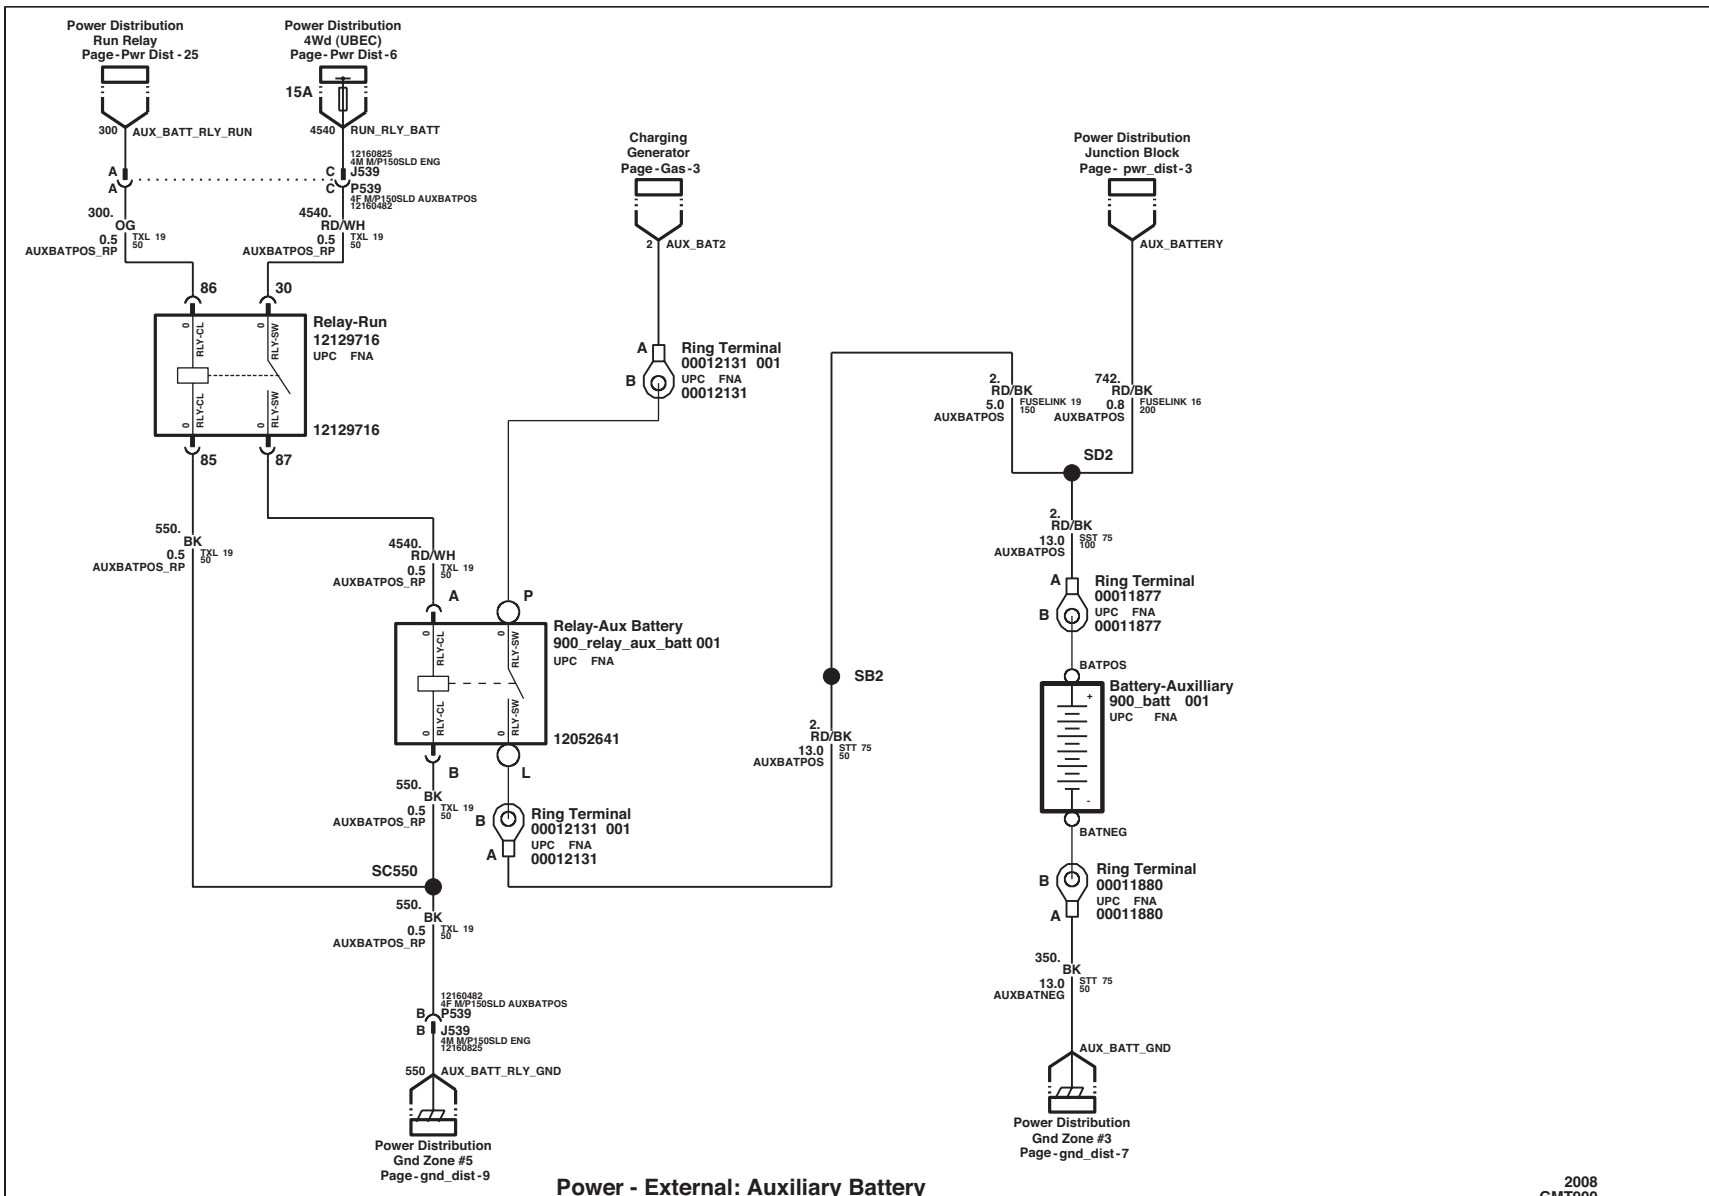 Power Distribution
Run Relay
Page-Pwr Dist-25
Power Distribution
4Wd (UBEC)
Page-Pwr Dist-6
15A
300 AUX_BATT_RLY_RUN
4540 RUN_RLY_BATT
12160825
4M M/P150SLD ENG
A
C J539
A
C P539
4F M/P150SLD AUXBATPOS
12160482
300.
OG
0.5 TXL 19
50
AUXBATPOS_RP
4540.
RD/WH
0.5 TXL 19
50
AUXBATPOS_RP
86
30
0 RLY-CL
0 RLY-SW
0 RLY-CL
0 RLY-SW
Relay-Run
12129716
UPC FNA
12129716
85
87
550.
BK
0.5 TXL 19
50
AUXBATPOS_RP
4540.
RD/WH
0.5 TXL 19
50
AUXBATPOS_RP
Charging
Generator
Page-Gas-3
2 AUX_BAT2
A
B
Ring Terminal
00012131 001
UPC FNA
00012131
A
P
0 RLY-CL
0 RLY-SW
0 RLY-CL
0 RLY-SW
Relay-Aux Battery
900_relay_aux_batt 001
UPC FNA
12052641
B
L
550.
BK
0.5 TXL 19
50
AUXBATPOS_RP
B
A
Ring Terminal
00012131 001
UPC FNA
00012131
SC550
550.
BK
0.5 TXL 19
50
AUXBATPOS_RP
12160482
4F M/P150SLD AUXBATPOS
B P539
B J539
4M M/P150SLD ENG
12160825
550 AUX_BATT_RLY_GND
Power Distribution
Gnd Zone #5
Page-gnd_dist-9
SB2
2.
RD/BK
13.0 STT 75
50
AUXBATPOS
Power Distribution
Junction Block
Page- pwr_dist-3
AUX_BATTERY
2.
RD/BK
5.0 FUSELINK 19
150
AUXBATPOS
742.
RD/BK
0.8 FUSELINK 16
200
AUXBATPOS
SD2
2.
RD/BK
13.0 SST 75
100
AUXBATPOS
A
B
Ring Terminal
00011877
UPC FNA
00011877
BATPOS
+
-
Battery-Auxilliary
900_batt 001
UPC FNA
BATNEG
B
A
Ring Terminal
00011880
UPC FNA
00011880
350.
BK
13.0 STT 75
50
AUXBATNEG
AUX_BATT_GND
Power Distribution
Gnd Zone #3
Page-gnd_dist-7
Power - External: Auxiliary Battery
2008
GMT900